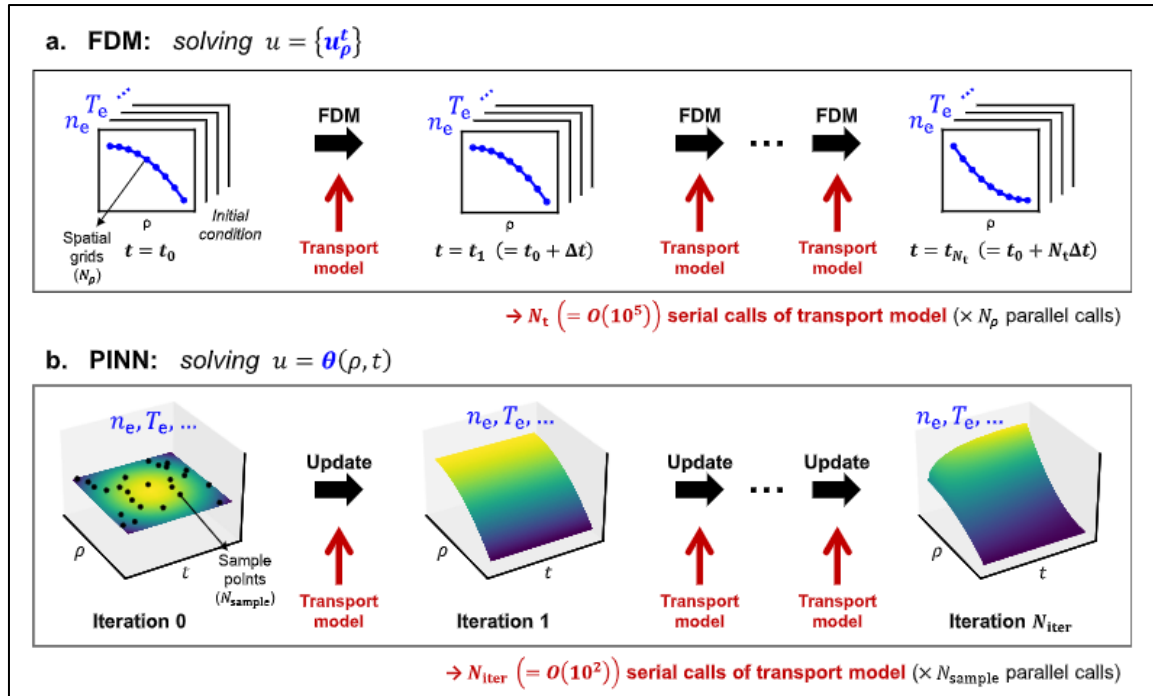 a. FDM: solving u = {u_ρ^t}
T_e ⋯
n_e
ρ
Spatial grids (N_ρ)
Initial condition
t = t_0
FDM
Transport model
T_e ⋯
n_e
ρ
t = t_1 (= t_0 + Δt)
FDM
Transport model
⋯
FDM
Transport model
T_e ⋯
n_e
ρ
t = t_{N_t} (= t_0 + N_tΔt)
→ N_t (= O(10^5)) serial calls of transport model (× N_ρ parallel calls)
b. PINN: solving u = θ(ρ, t)
n_e, T_e, …
ρ
t
Sample points (N_sample)
Iteration 0
Update
Transport model
n_e, T_e, …
ρ
t
Iteration 1
Update
Transport model
⋯
Update
Transport model
n_e, T_e, …
ρ
t
Iteration N_iter
→ N_iter (= O(10^2)) serial calls of transport model (× N_sample parallel calls)